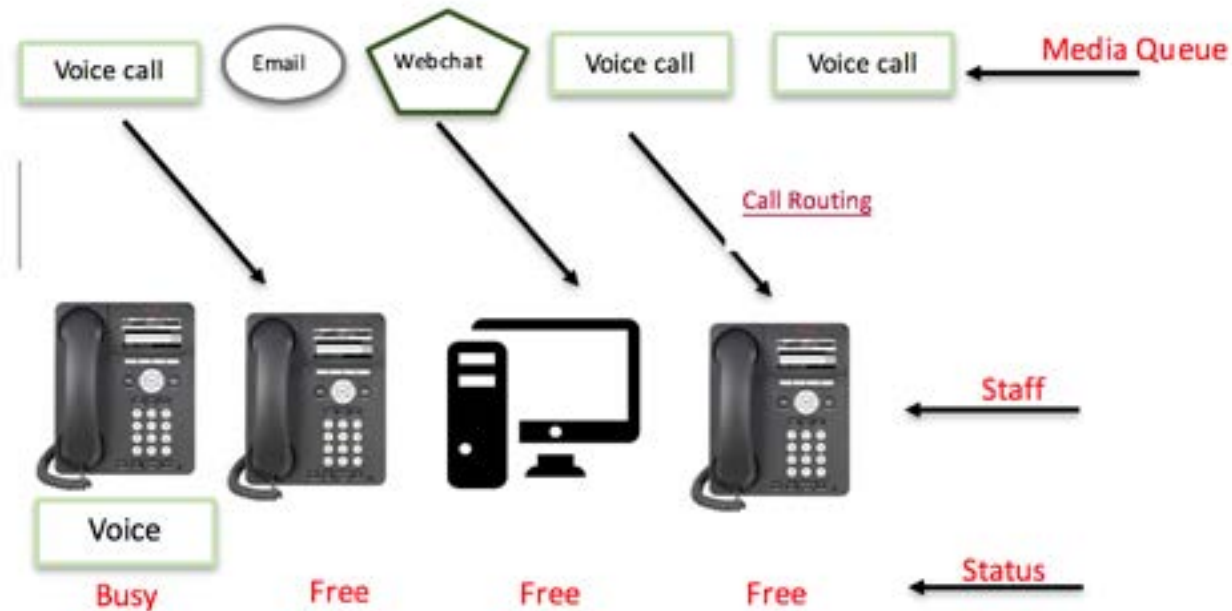 Voice call
Email
Webchat
Voice call
Voice call
Media Queue
Call Routing
Staff
Voice
Busy
Free
Free
Free
Status